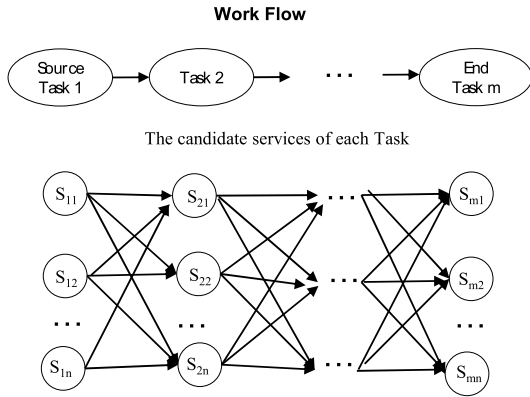 Work Flow
Source
Task 1
Task 2
...
End
Task m
The candidate services of each Task
S11 S21 ... Sm1
S12 S22 ... Sm2
... ... ...
S1n S2n ... Smn